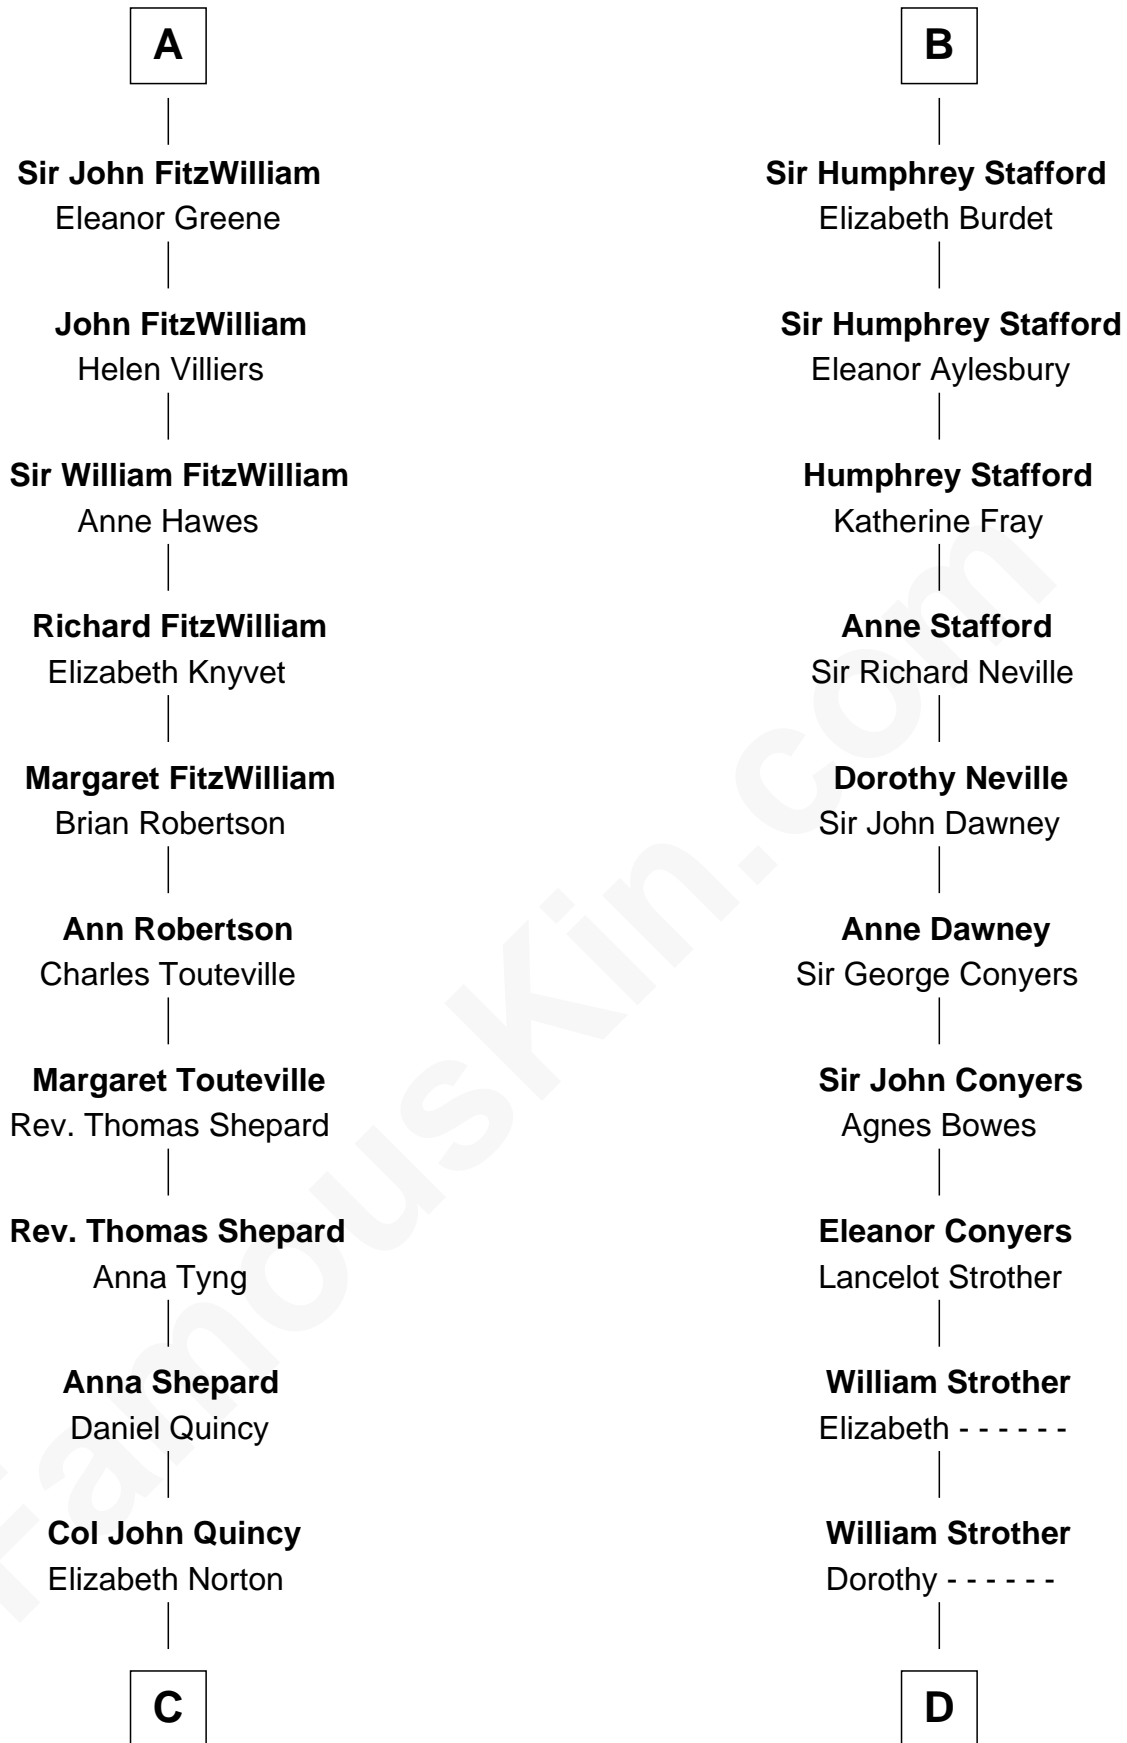 A
Sir John FitzWilliam
Eleanor Greene
John FitzWilliam
Helen Villiers
Sir William FitzWilliam
Anne Hawes
Richard FitzWilliam
Elizabeth Knyvet
Margaret FitzWilliam
Brian Robertson
Ann Robertson
Charles Touteville
Margaret Touteville
Rev. Thomas Shepard
Rev. Thomas Shepard
Anna Tyng
Anna Shepard
Daniel Quincy
Col John Quincy
Elizabeth Norton
C
B
Sir Humphrey Stafford
Elizabeth Burdet
Sir Humphrey Stafford
Eleanor Aylesbury
Humphrey Stafford
Katherine Fray
Anne Stafford
Sir Richard Neville
Dorothy Neville
Sir John Dawney
Anne Dawney
Sir George Conyers
Sir John Conyers
Agnes Bowes
Eleanor Conyers
Lancelot Strother
William Strother
Elizabeth - - - - - -
William Strother
Dorothy - - - - - -
D
FamousKin.com